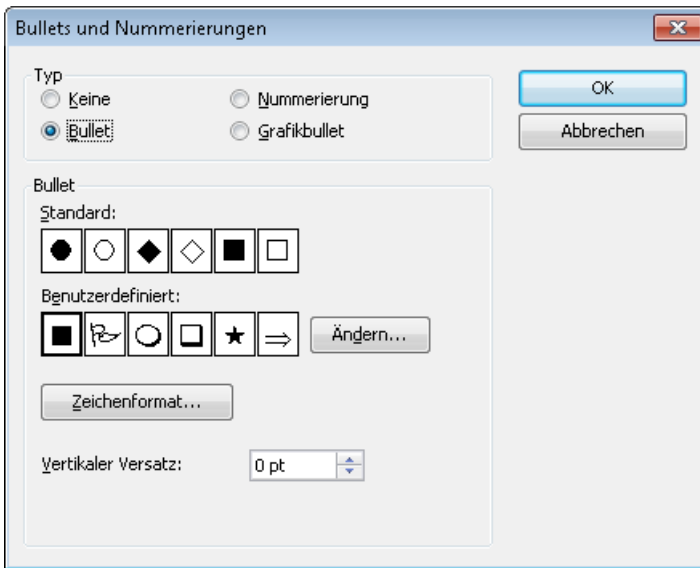 Bullets und Nummerierungen
Typ
Keine
Nummerierung
Bullet
Grafikbullet
OK
Abbrechen
Bullet
Standard:
Benutzerdefiniert:
Ändern...
Zeichenformat...
Vertikaler Versatz:
0 pt